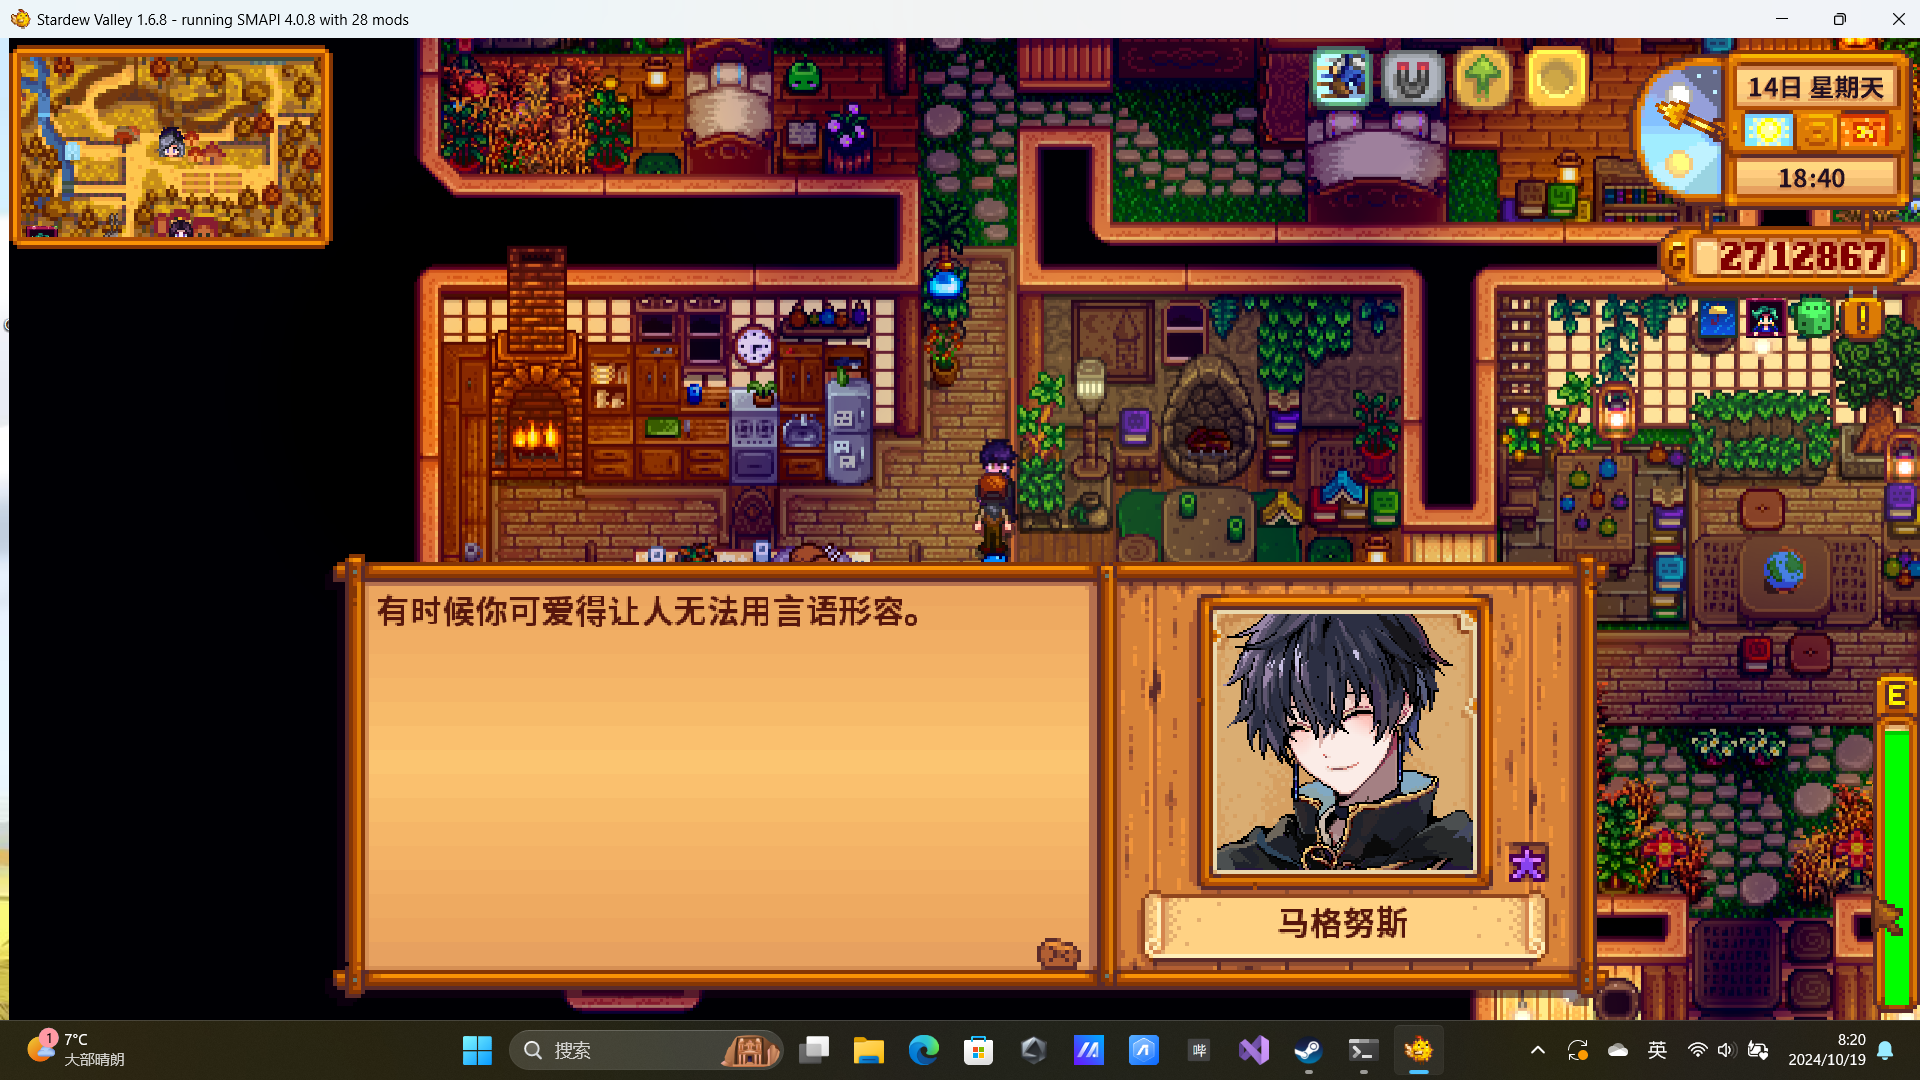 Stardew Valley 1.6.8 - running SMAPI 4.0.8 with 28 mods
14日 星期天
18:40
2712867
有时候你可爱得让人无法用言语形容。
马格努斯
E
1
7°C
大部晴朗
搜索
哔
英
8:20
2024/10/19